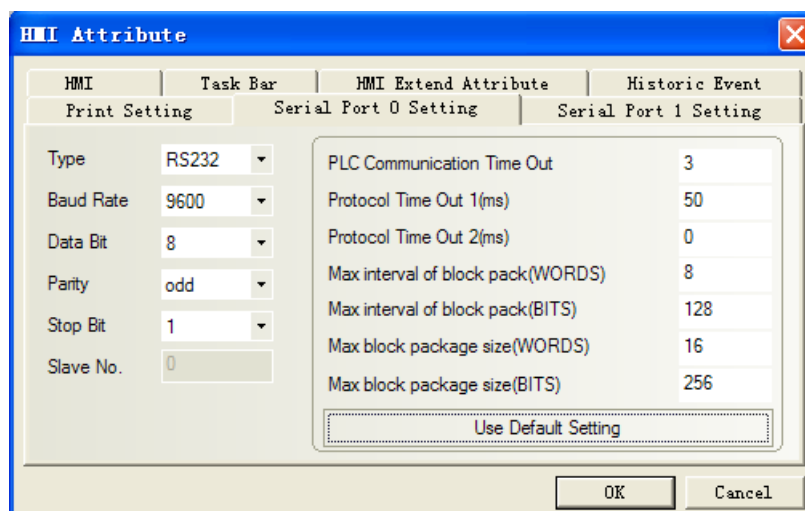 HMI Attribute
HMI Task Bar HMI Extend Attribute Historic Event
Print Setting Serial Port 0 Setting Serial Port 1 Setting
Type RS232
Baud Rate 9600
Data Bit 8
Parity odd
Stop Bit 1
Slave No. 0
PLC Communication Time Out 3
Protocol Time Out 1(ms) 50
Protocol Time Out 2(ms) 0
Max interval of block pack(WORDS) 8
Max interval of block pack(BITS) 128
Max block package size(WORDS) 16
Max block package size(BITS) 256
Use Default Setting
OK Cancel